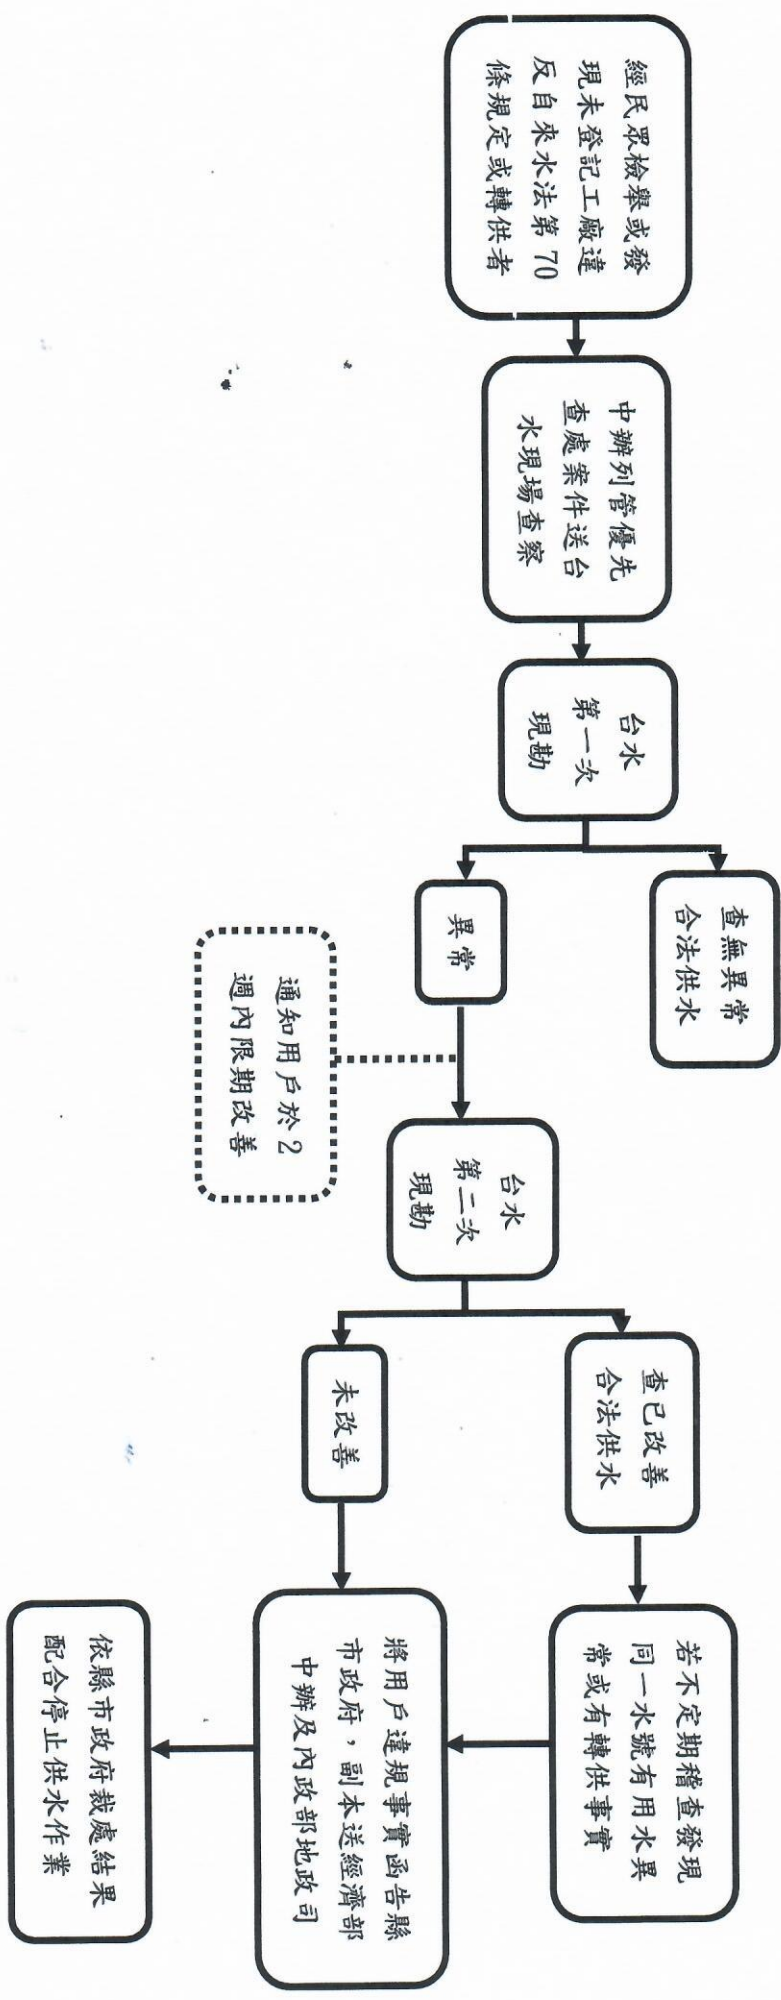 經民眾檢舉或發
現未登記工廠違
反自來水法第 70
條規定或轉供者
中辦列管優先
查處案件送台
水現場查察
台水
第一次
現勘
查無異常
合法供水
異常
通知用戶於 2
週內限期改善
台水
第二次
現勘
查已改善
合法供水
未改善
若不定期稽查發現
同一水號有用水異
常或有轉供事實
將用戶違規事實函告縣
市政府，副本送經濟部
中辦及內政部地政司
依縣市政府裁處結果
配合停止供水作業